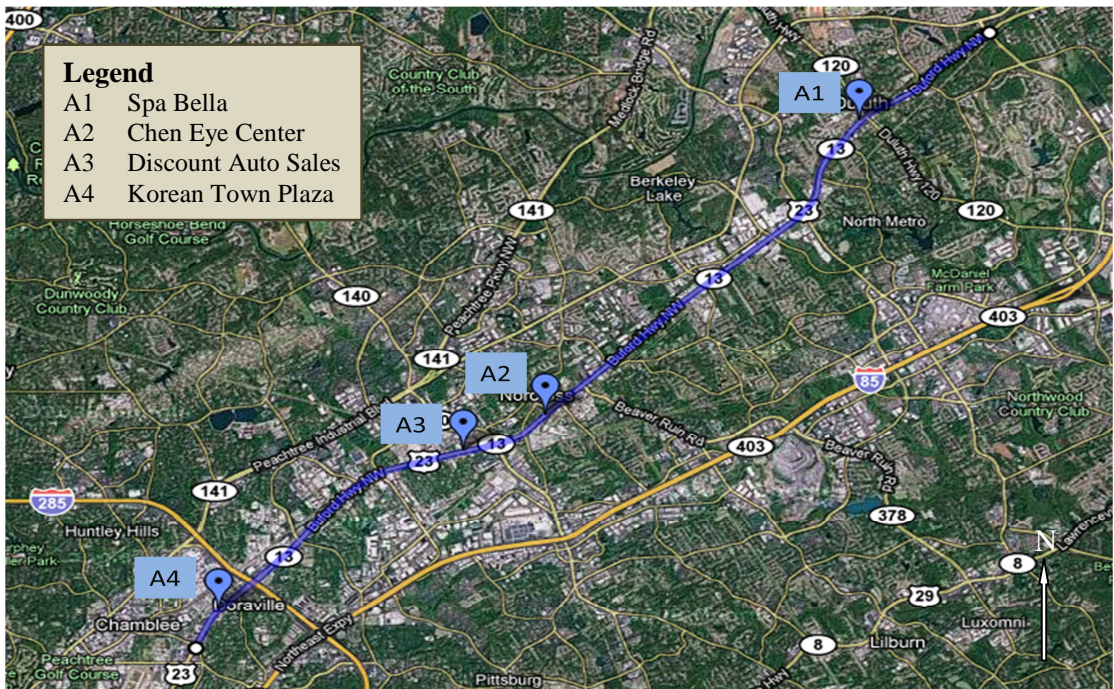 400
Legend
A1 Spa Bella
A2 Chen Eye Center
A3 Discount Auto Sales
A4 Korean Town Plaza
Country Club
of the South
Medlock Bridge Rd
120
Buford Hwy NW
A1
Duluth
13
Duluth Hwy 120
Berkeley
Lake
141
23
North Metro
120
Horseshoe Bend
Golf Course
Dunwoody
Country Club
140
Peachtree Pkwy NW
13
McDaniel
Farm Park
403
Buford Hwy NW
141
A2
Norcross
85
Northwood
Country Club
A3
13
Beaver Ruin Rd
403
Beaver Ruin Rd
Peachtree Industrial Blvd
23
141
Buford Hwy NW
285
Huntley Hills
378
N
Lawrence
13
8
A4
Doraville
Chamblee
29
Luxomni
Northeast Expy
8
Lilburn
Peachtree
Golf Course
23
Pittsburg
Hwy